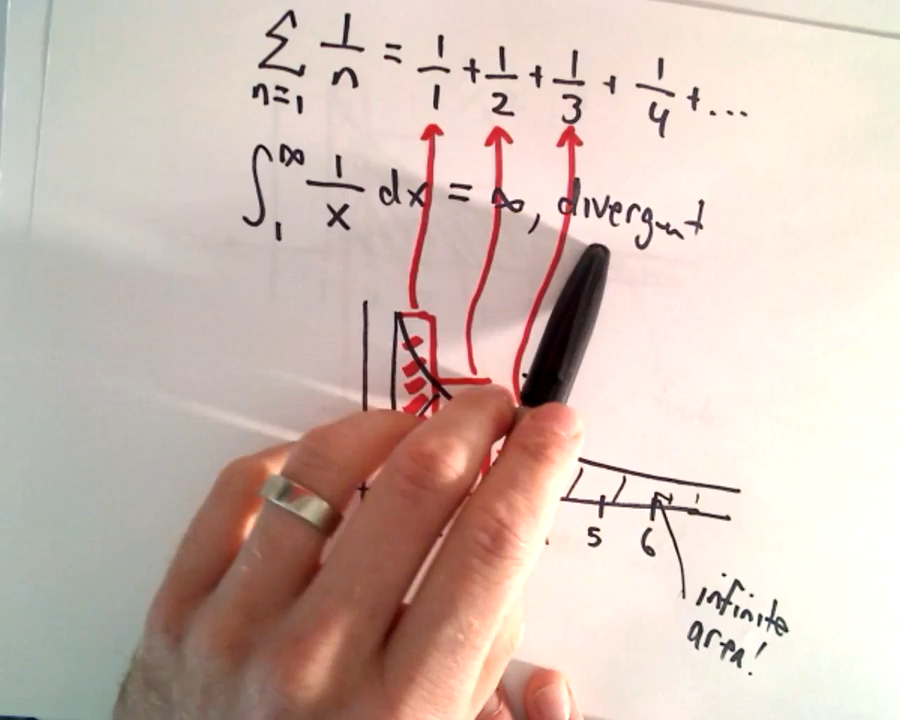 ∑ n=1 1/n = 1/1 + 1/2 + 1/3 + 1/4 + ...
∫₁^∞ 1/x dx = ∞, divergent
5 6
infinite
area!